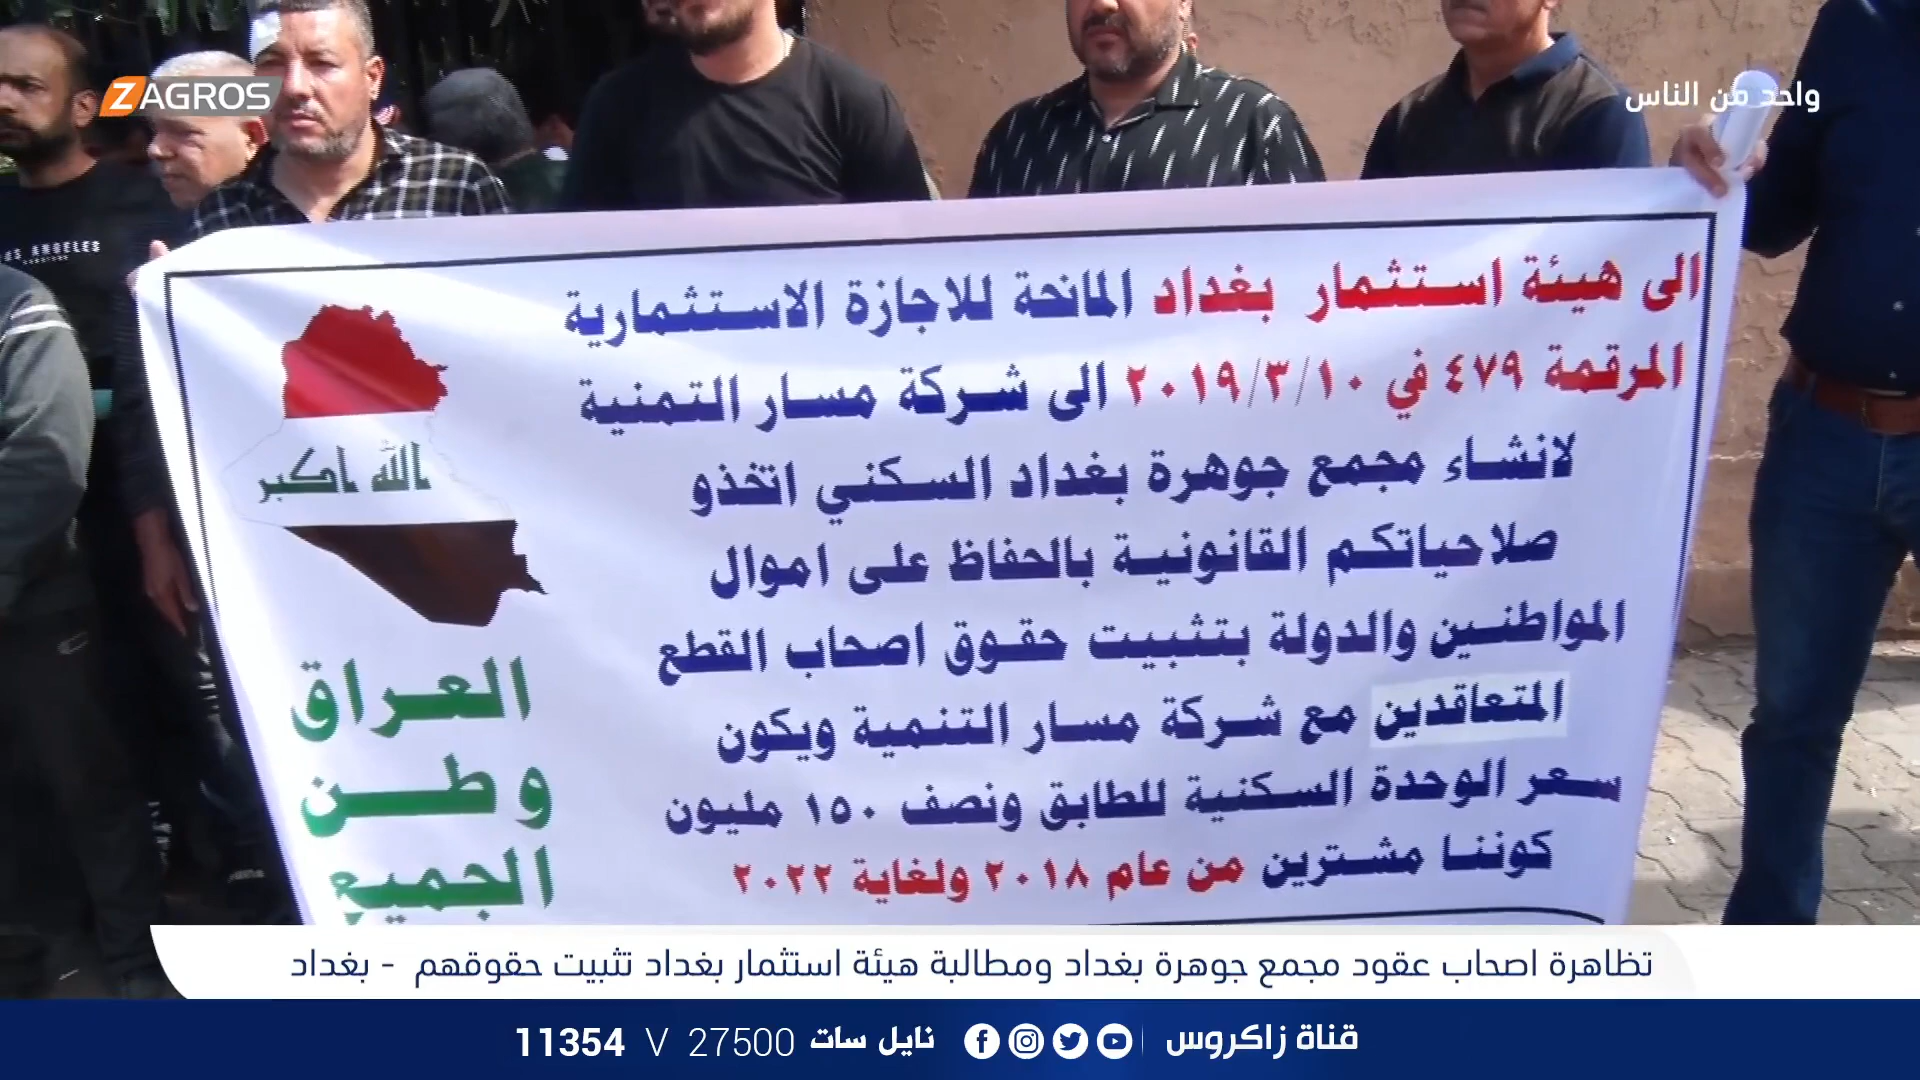 ZAGROS
واحد من الناس
OS ANGELES
الى هيئة استثمار بغداد المانحة للاجازة الاستثمارية
المرقمة ٤٧٩ في ٢٠١٩/٣/١٠ الى شركة مسار التمنية
لانشاء مجمع جوهرة بغداد السكني اتخذو
صلاحياتكم القانونية بالحفاظ على اموال
المواطنين والدولة بتثبيت حقوق اصحاب القطع
المتعاقدين مع شركة مسار التنمية ويكون
سعر الوحدة السكنية للطابق ونصف ١٥٠ مليون
كوننا مشترين من عام ٢٠١٨ ولغاية ٢٠٢٢
الله اكبر
العراق
وطن
الجميع
تظاهرة اصحاب عقود مجمع جوهرة بغداد ومطالبة هيئة استثمار بغداد تثبيت حقوقهم - بغداد
قناة زاكروس نايل سات 11354 V 27500